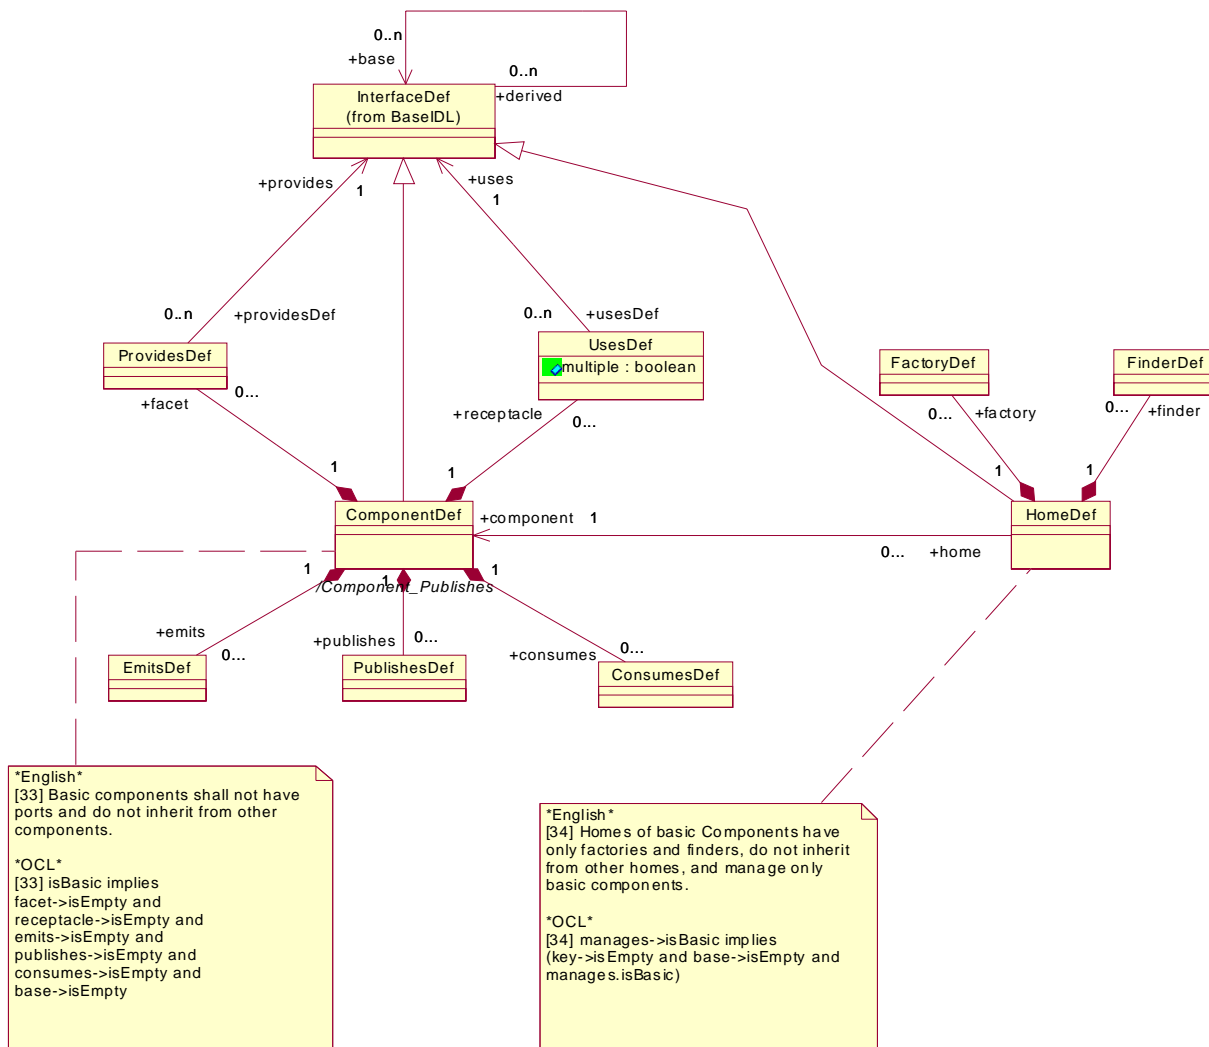 0..n
+base
0..n
+derived
InterfaceDef
(from BaseIDL)
+provides
1
+uses
1
0..n
+providesDef
0..n
+usesDef
ProvidesDef
UsesDef
multiple : boolean
FactoryDef
FinderDef
0...
+facet
+receptacle
0...
0...
+factory
0...
+finder
1
1
1
1
ComponentDef
+component
1
HomeDef
0...
+home
1
1
1
/Component_Publishes
+emits
0...
+publishes
0...
+consumes
0...
EmitsDef
PublishesDef
ConsumesDef
*English*
[33] Basic components shall not have
ports and do not inherit from other
components.
*OCL*
[33] isBasic implies
facet->isEmpty and
receptacle->isEmpty and
emits->isEmpty and
publishes->isEmpty and
consumes->isEmpty and
base->isEmpty
*English*
[34] Homes of basic Components have
only factories and finders, do not inherit
from other homes, and manage only
basic components.
*OCL*
[34] manages->isBasic implies
(key->isEmpty and base->isEmpty and
manages.isBasic)